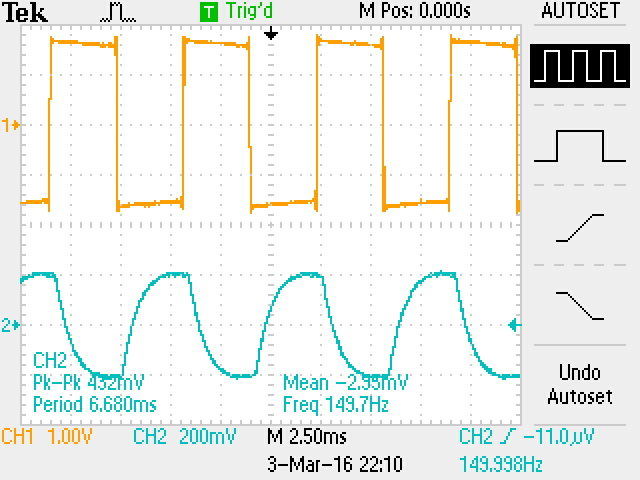 Tek T Trig'd M Pos: 0.000s AUTOSET
1
2
CH2
Pk-Pk 432mV Mean -2.95mV
Period 6.680ms Freq 149.7Hz
Undo
Autoset
CH1 1.00V CH2 200mV M 2.50ms CH2 -11.0µV
3-Mar-16 22:10 149.998Hz